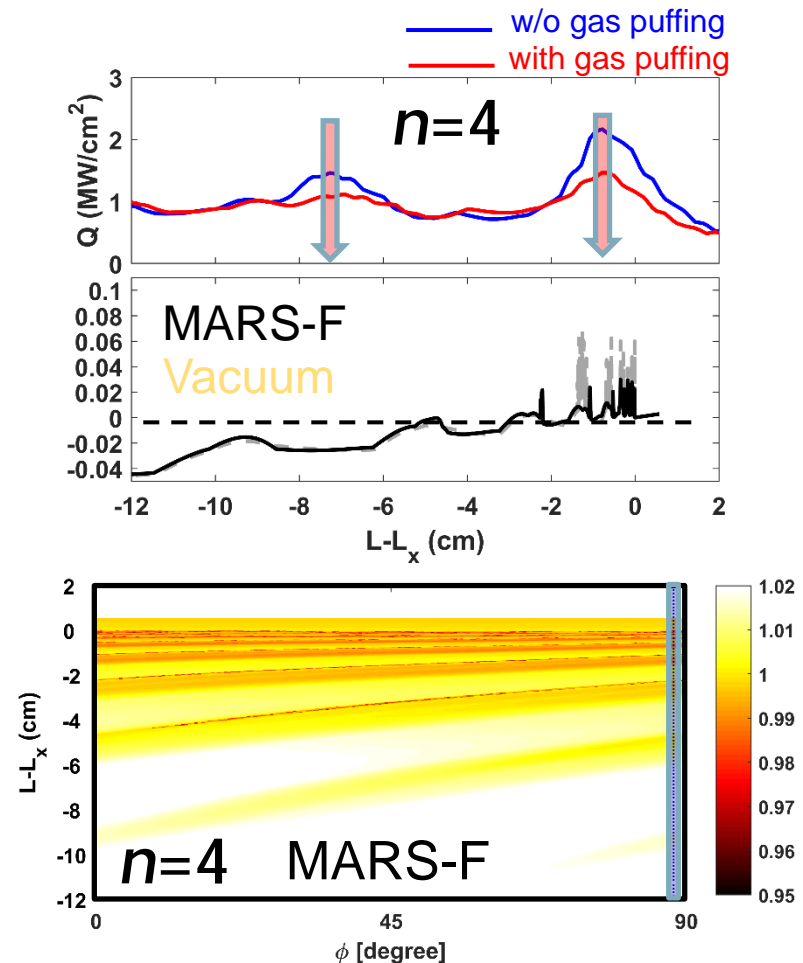 w/o gas puffing
with gas puffing
3
2
1
0
Q (MW/cm²)
n=4
0.1
0.08
0.06
0.04
0.02
0
-0.02
-0.04
MARS-F
Vacuum
-12 -10 -8 -6 -4 -2 0 2
L-Lₓ (cm)
2
0
-2
-4
-6
-8
-10
-12
L-Lₓ (cm)
n=4 MARS-F
0 45 90
ϕ [degree]
1.02
1.01
1
0.99
0.98
0.97
0.96
0.95